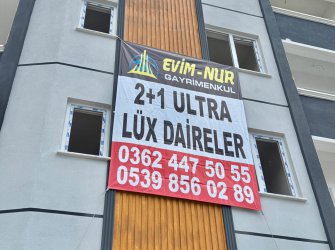 EVİM-NUR
GAYRİMENKUL
2+1 ULTRA
LÜX DAİRELER
0362 447 50 55
0539 856 02 89